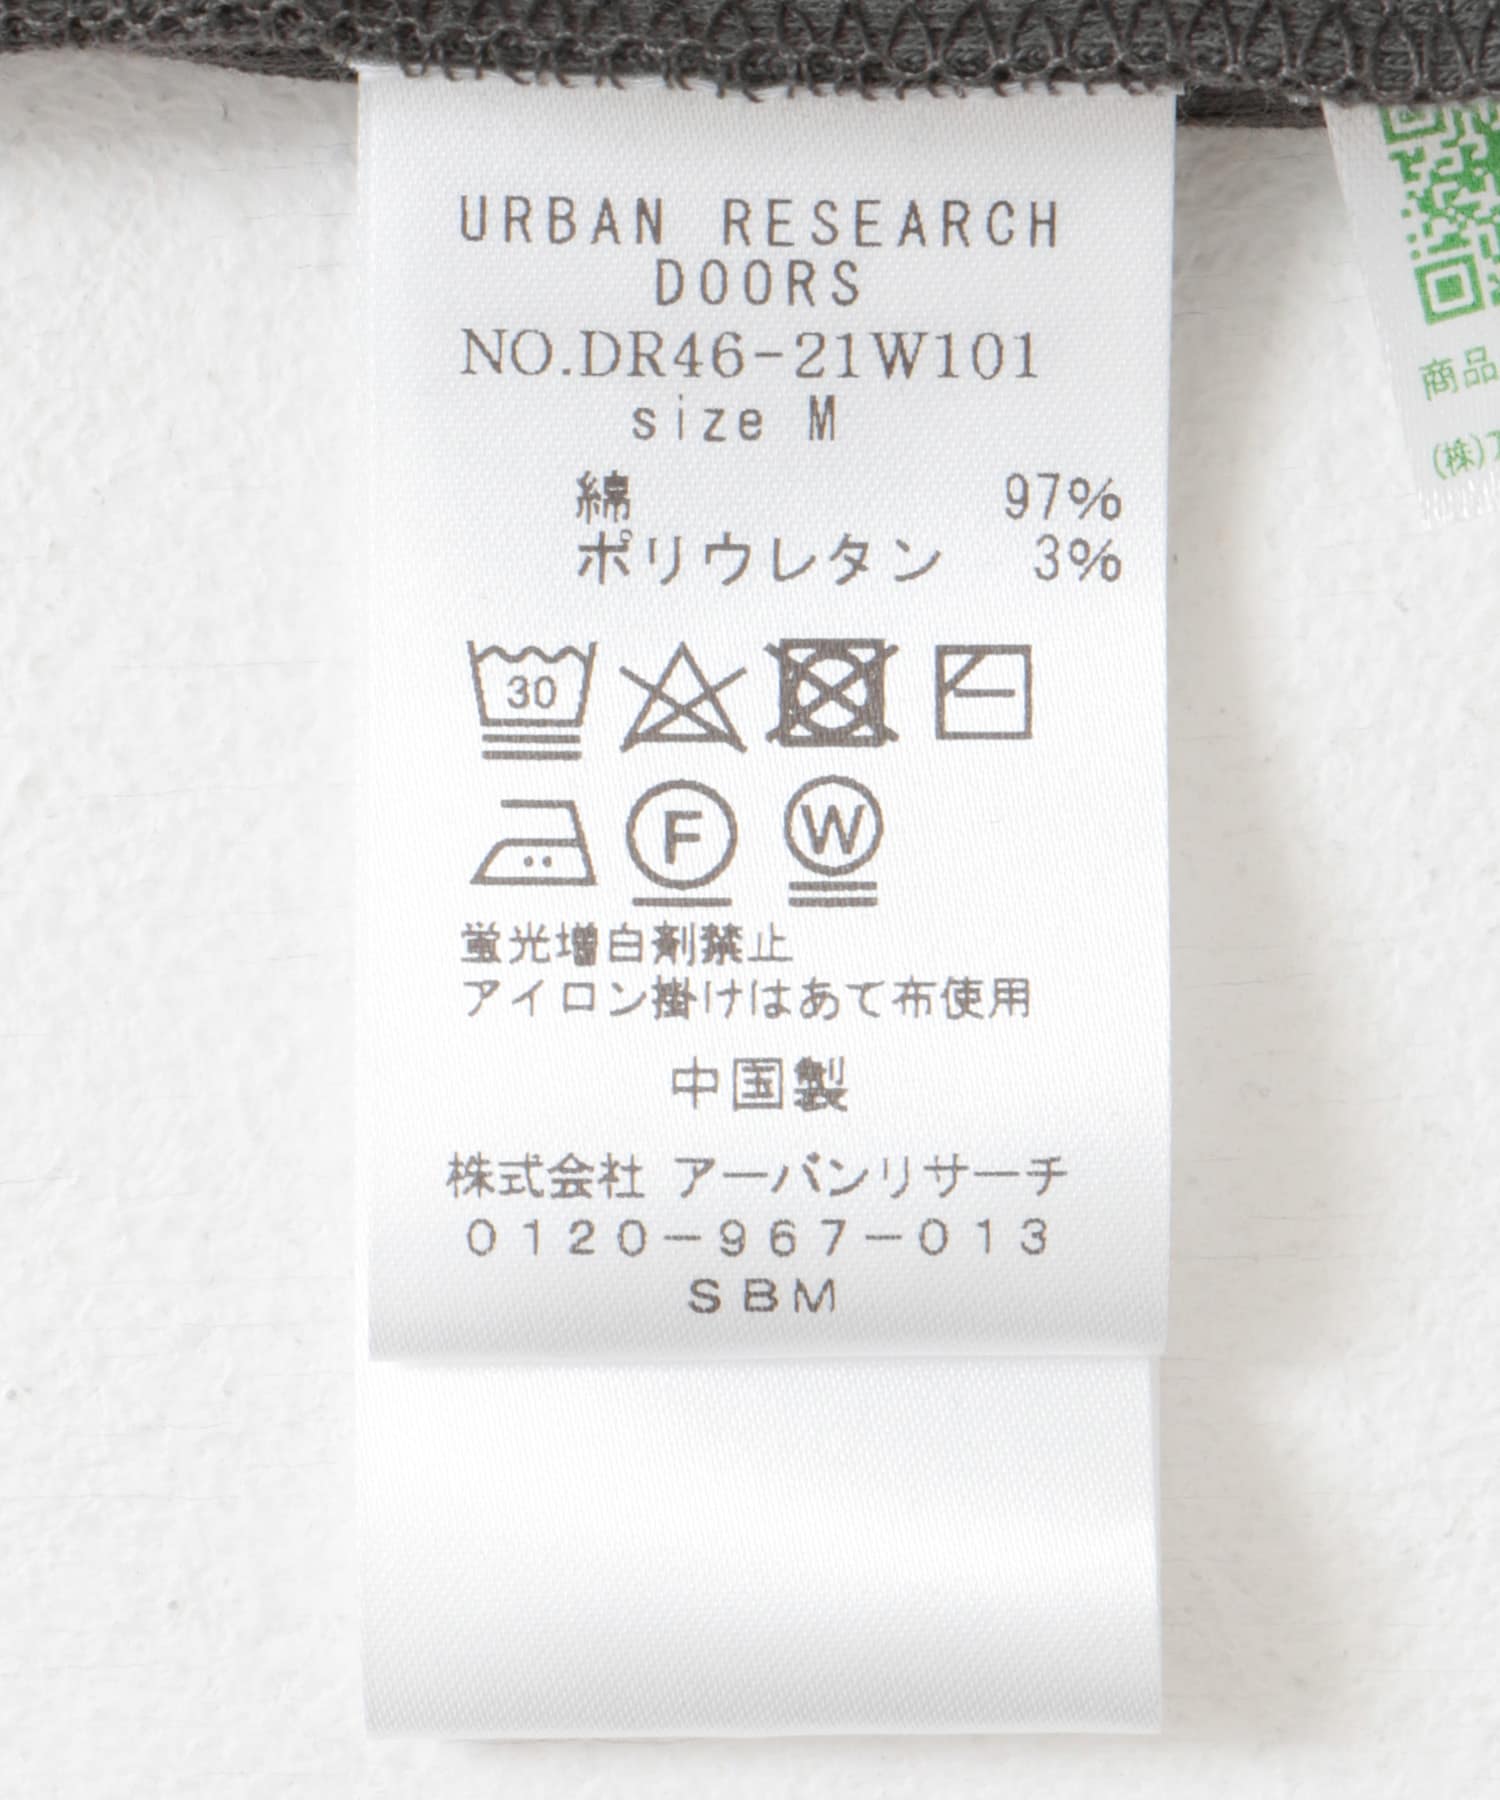 URBAN RESEARCH
DOORS
NO.DR46-21W101
size M
綿 97%
ポリウレタン 3%
30
F W
蛍光増白剤禁止
アイロン掛けはあて布使用
中国製
株式会社 アーバンリサーチ
0120-967-013
SBM
商品
(株)ア